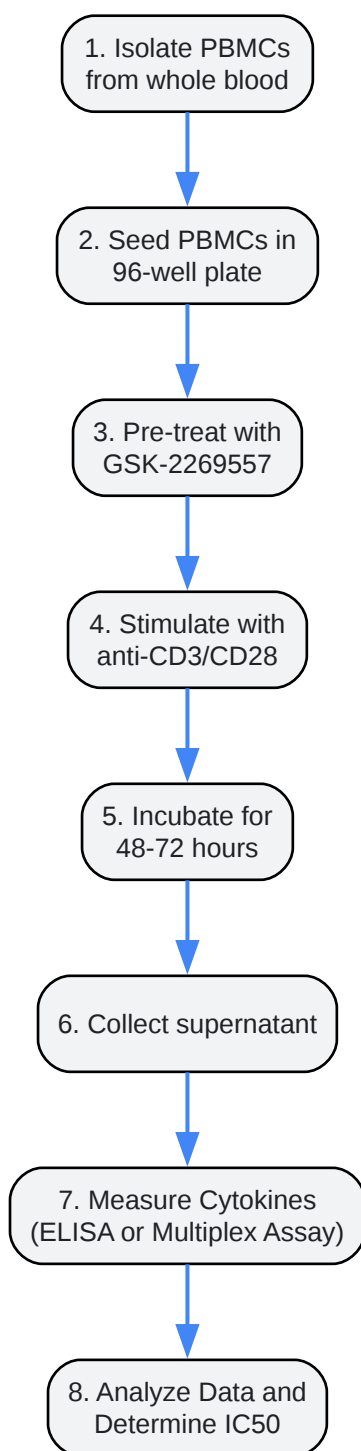 1. Isolate PBMCs
from whole blood
2. Seed PBMCs in
96-well plate
3. Pre-treat with
GSK-2269557
4. Stimulate with
anti-CD3/CD28
5. Incubate for
48-72 hours
6. Collect supernatant
7. Measure Cytokines
(ELISA or Multiplex Assay)
8. Analyze Data and
Determine IC50